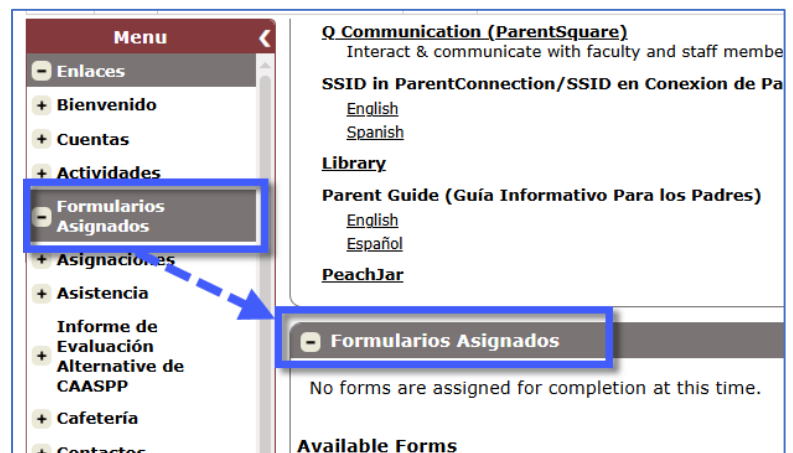 Menu
Enlaces
Bienvenido
Cuentas
Actividades
Formularios
Asignados
Asignaciones
Asistencia
Informe de
Evaluación
Alternative de
CAASPP
Cafetería
Contactos
Q Communication (ParentSquare)
Interact & communicate with faculty and staff membe
SSID in ParentConnection/SSID en Conexion de Pa
English
Spanish
Library
Parent Guide (Guía Informativo Para los Padres)
English
Español
PeachJar
Formularios Asignados
No forms are assigned for completion at this time.
Available Forms